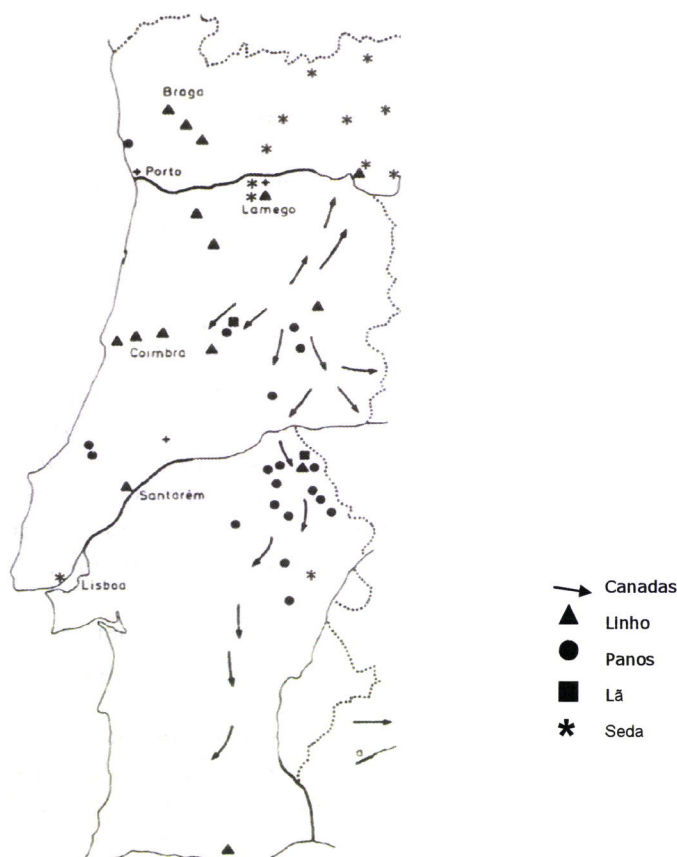 Braga
Porto
Lamego
Coimbra
Santarém
Lisboa
a
Canadas
Linho
Panos
Lã
Seda